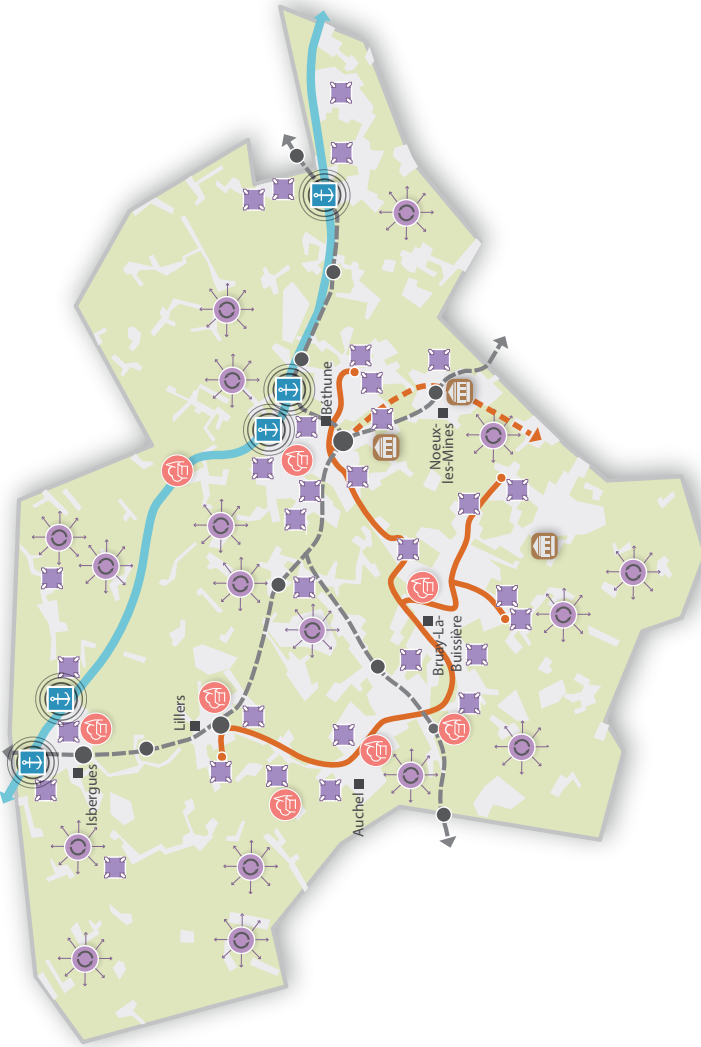 Béthune
Noeux-
les-Mines
Bruay-La-
Buissière
Lillers
Isbergues
Auchel